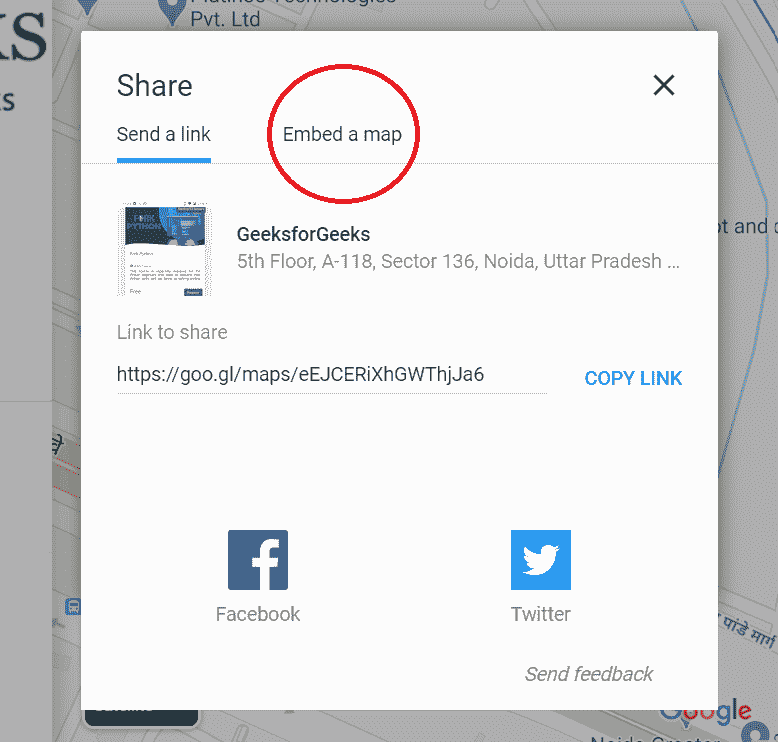 Pvt. Ltd
Share
Send a link
Embed a map
GeeksforGeeks
5th Floor, A-118, Sector 136, Noida, Uttar Pradesh ...
Link to share
https://goo.gl/maps/eEJCERiXhGWThjJa6
COPY LINK
Facebook
Twitter
Send feedback
पांडे मार्ग
Google